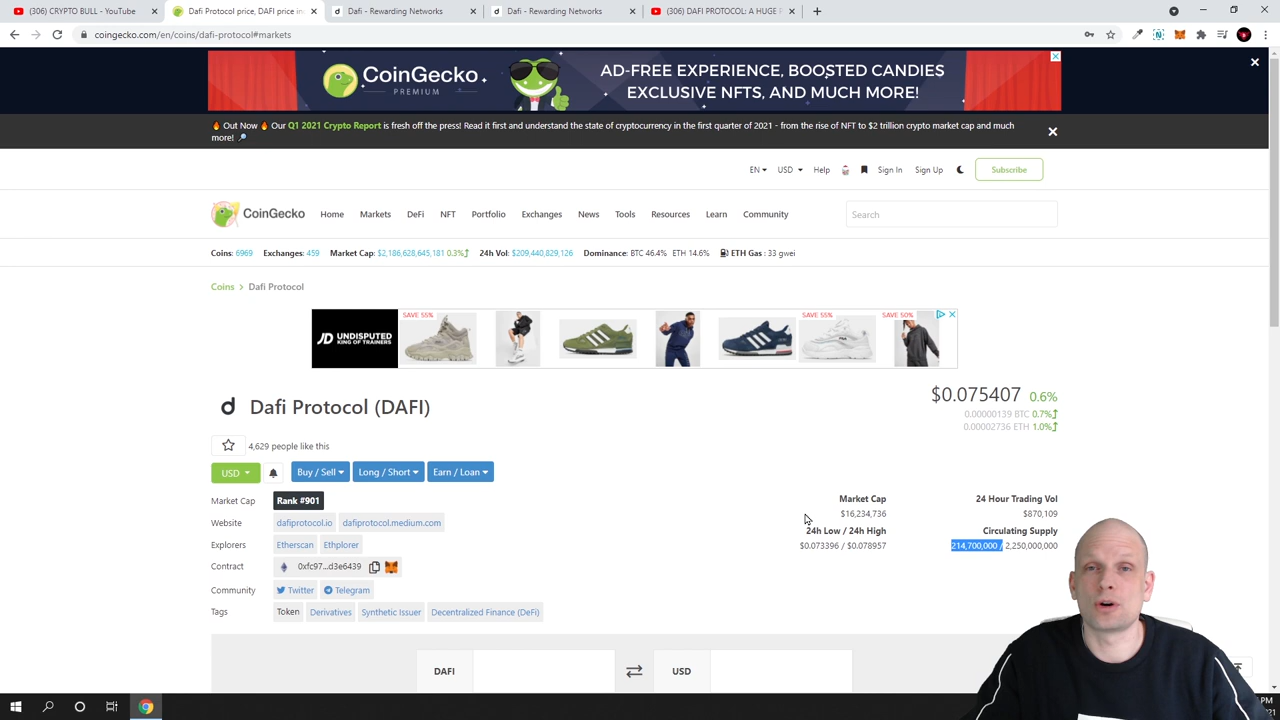 (306) CRYPTO BULL - YouTube
Dafi Protocol price, DAFI price in
Dafi - Rewarding Networks
Dafi - Rewarding Networks
(306) DAFI PROTOCOL: A HUGE P
coingecko.com/en/coins/dafi-protocol#markets
CoinGecko
PREMIUM
AD-FREE EXPERIENCE, BOOSTED CANDIES
EXCLUSIVE NFTS, AND MUCH MORE!
Out Now Our Q1 2021 Crypto Report is fresh off the press! Read it first and understand the state of cryptocurrency in the first quarter of 2021 - from the rise of NFT to $2 trillion crypto market cap and much
more!
EN USD Help Sign In Sign Up Subscribe
CoinGecko Home Markets DeFi NFT Portfolio Exchanges News Tools Resources Learn Community Search
Coins: 6969 Exchanges: 459 Market Cap: $2,186,628,645,181 0.3% 24h Vol: $209,440,829,126 Dominance: BTC 46.4% ETH 14.6% ETH Gas : 33 gwei
Coins > Dafi Protocol
JD UNDISPUTED
KING OF TRAINERS
SAVE 55%
SAVE 55%
SAVE 50%
Dafi Protocol (DAFI)
$0.075407 0.6%
0.00000139 BTC 0.7%
0.00002736 ETH 1.0%
4,629 people like this
USD Buy / Sell Long / Short Earn / Loan
Market Cap Rank #901
Website dafiprotocol.io dafiprotocol.medium.com
Explorers Etherscan Ethplorer
Contract 0xfc97...d3e6439
Community Twitter Telegram
Tags Token Derivatives Synthetic Issuer Decentralized Finance (DeFi)
Market Cap
$16,234,736
24 Hour Trading Vol
$870,109
24h Low / 24h High
$0.073396 / $0.078957
Circulating Supply
214,700,000 / 2,250,000,000
DAFI
USD